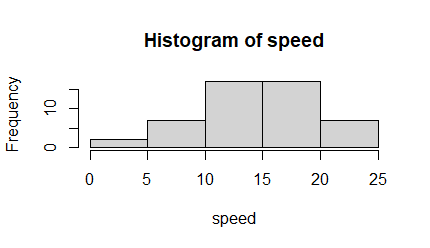 Histogram of speed
Frequency
10
0
0 5 10 15 20 25
speed